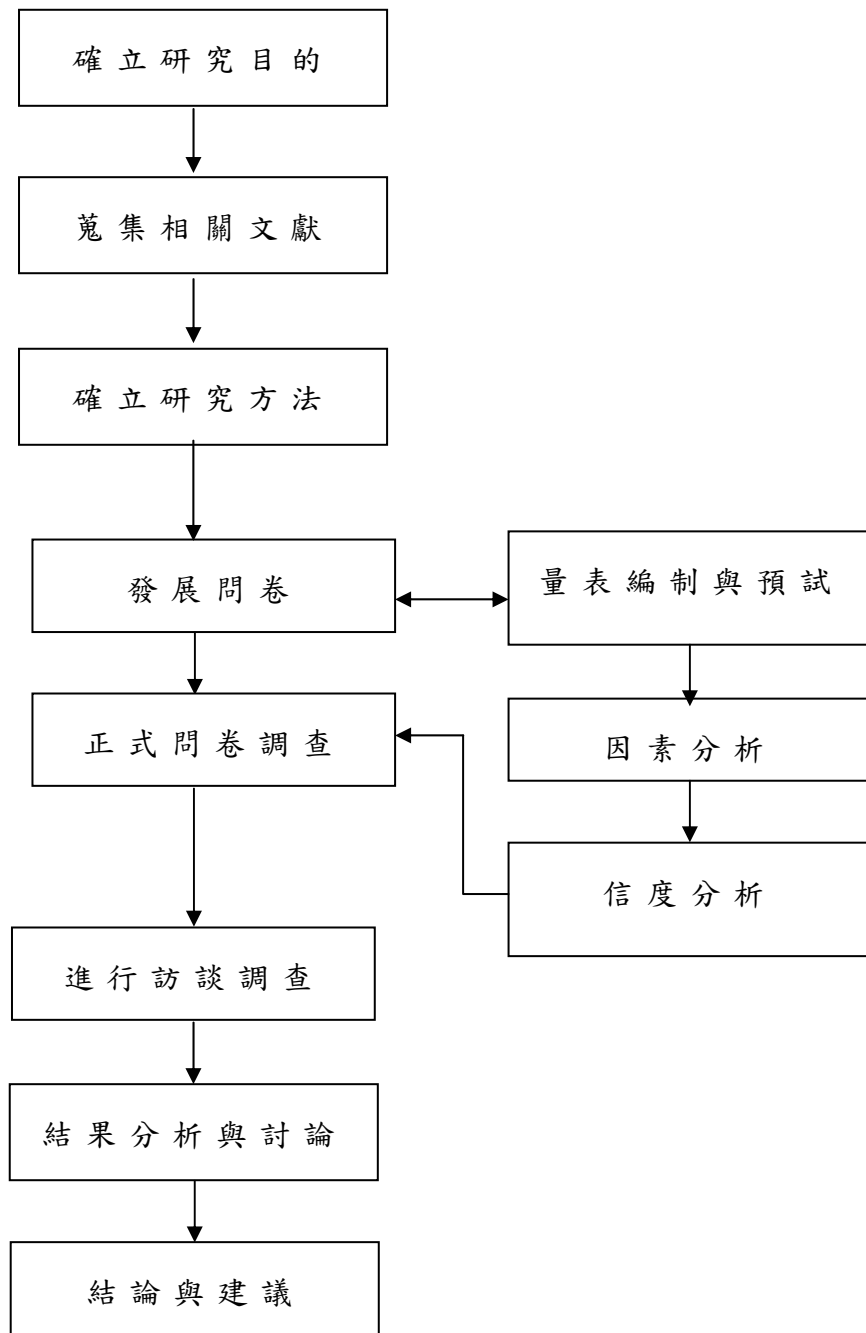 確立研究目的
蒐集相關文獻
確立研究方法
發展問卷
量表編制與預試
正式問卷調查
因素分析
信度分析
進行訪談調查
結果分析與討論
結論與建議